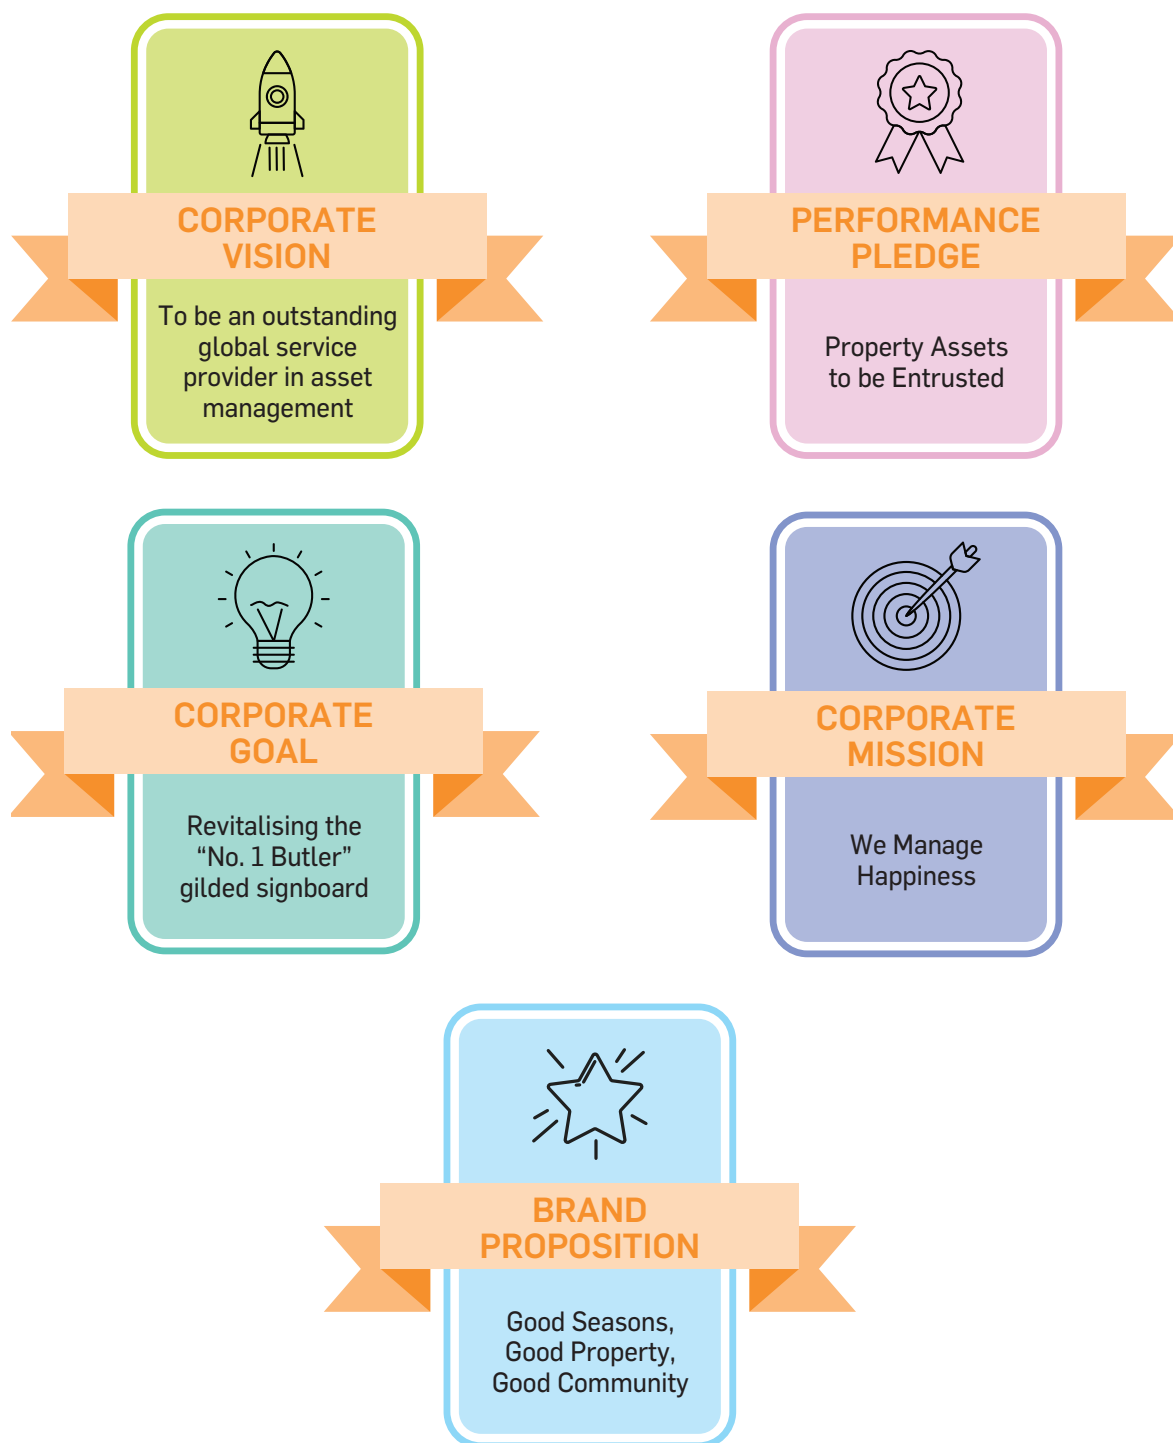 CORPORATE
VISION
To be an outstanding
global service
provider in asset
management
PERFORMANCE
PLEDGE
Property Assets
to be Entrusted
CORPORATE
GOAL
Revitalising the
“No. 1 Butler”
gilded signboard
CORPORATE
MISSION
We Manage
Happiness
BRAND
PROPOSITION
Good Seasons,
Good Property,
Good Community